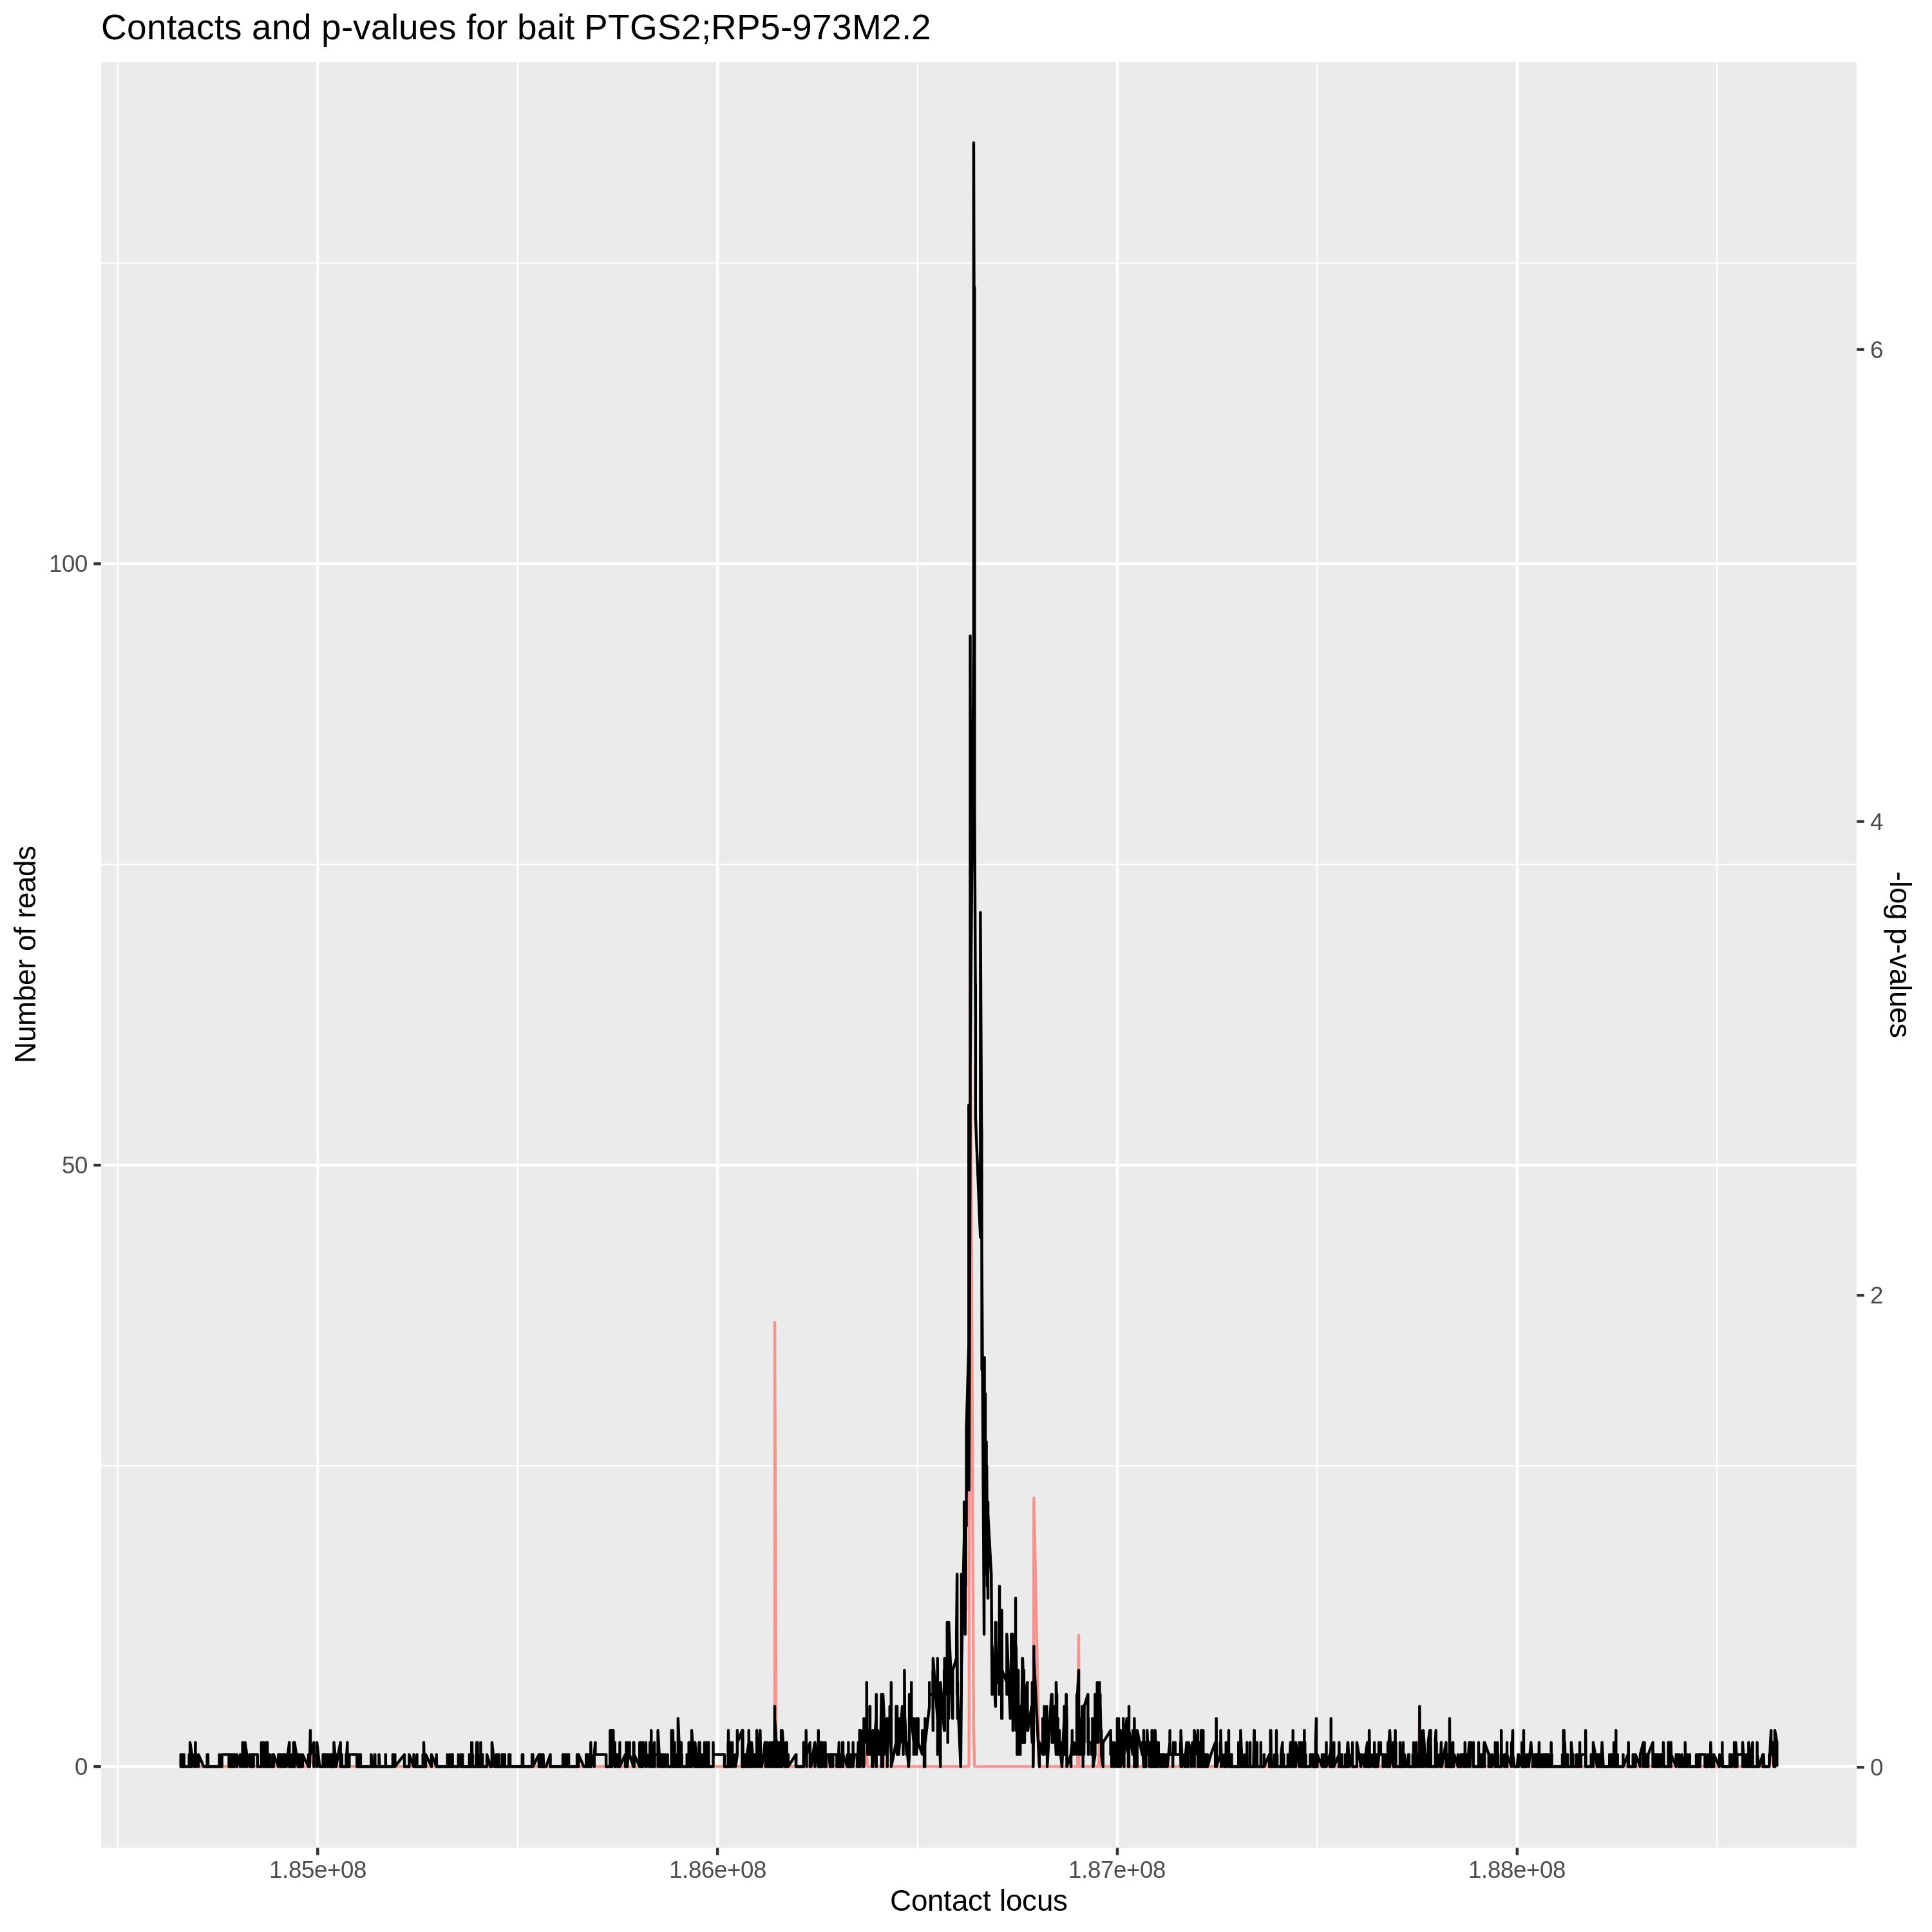 Contacts and p-values for bait PTGS2;RP5-973M2.2
Number of reads
100
50
0
6
4
2
0
-log p-values
1.85e+08
1.86e+08
1.87e+08
1.88e+08
Contact locus